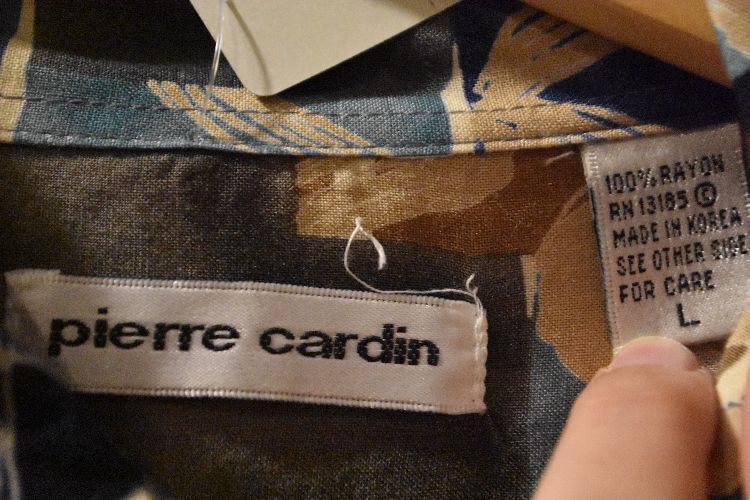 pierre cardin
100% RAYON
RN 13185 ©
MADE IN KOREA
SEE OTHER SIDE
FOR CARE
L